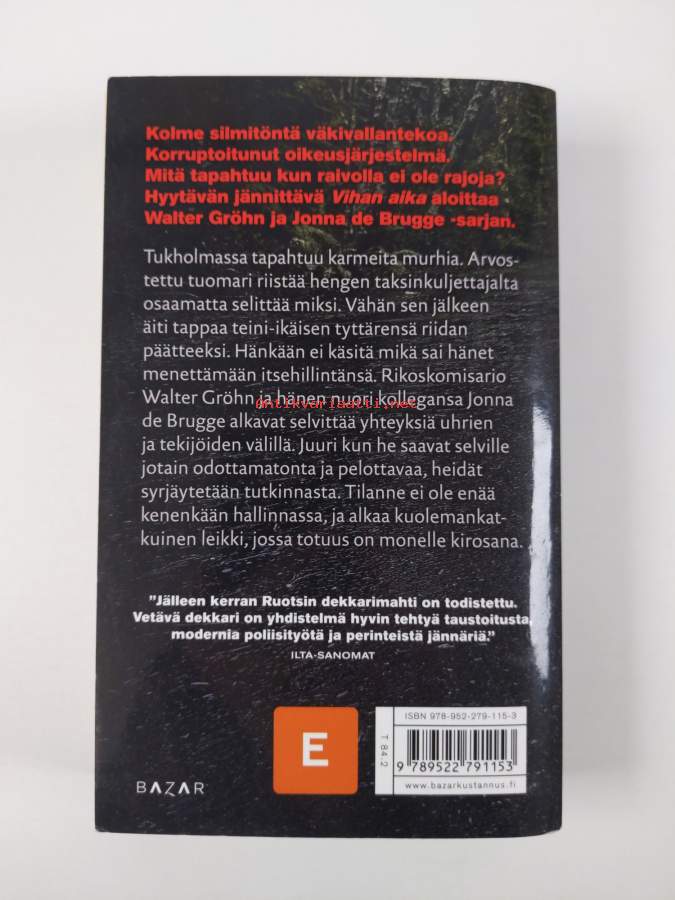 Kolme silmitöntä väkivallantekoa.
Korruptoitunut oikeusjärjestelmä.
Mitä tapahtuu kun raivolla ei ole rajoja?
Hyytävän jännittävä Vihan aika aloittaa
Walter Gröhn ja Jonna de Brugge -sarjan.
Tukholmassa tapahtuu karmeita murhia. Arvos-
tettu tuomari riistää hengen taksinkuljettajalta
osaamatta selittää miksi. Vähän sen jälkeen
äiti tappaa teini-ikäisen tyttärensä riidan
päätteeksi. Hänkään ei käsitä mikä sai hänet
menettämään itsehillintänsä. Rikoskomisario
Walter Gröhn ja hänen nuori kollegansa Jonna
de Brugge alkavat selvittää yhteyksiä uhrien
ja tekijöiden välillä. Juuri kun he saavat selville
jotain odottamatonta ja pelottavaa, heidät
syrjäytetään tutkinnasta. Tilanne ei ole enää
kenenkään hallinnassa, ja alkaa kuolemankat-
kuinen leikki, jossa totuus on monelle kirosana.
antikvariaatti.net
"Jälleen kerran Ruotsin dekkarimahti on todistettu.
Vetävä dekkari on yhdistelmä hyvin tehtyä taustoitusta,
modernia poliisityötä ja perinteistä jännäriä."
ILTA-SANOMAT
BAZAR
E
T 84.2
ISBN 978-952-279-115-3
9 789522 791153
www.bazarkustannus.fi